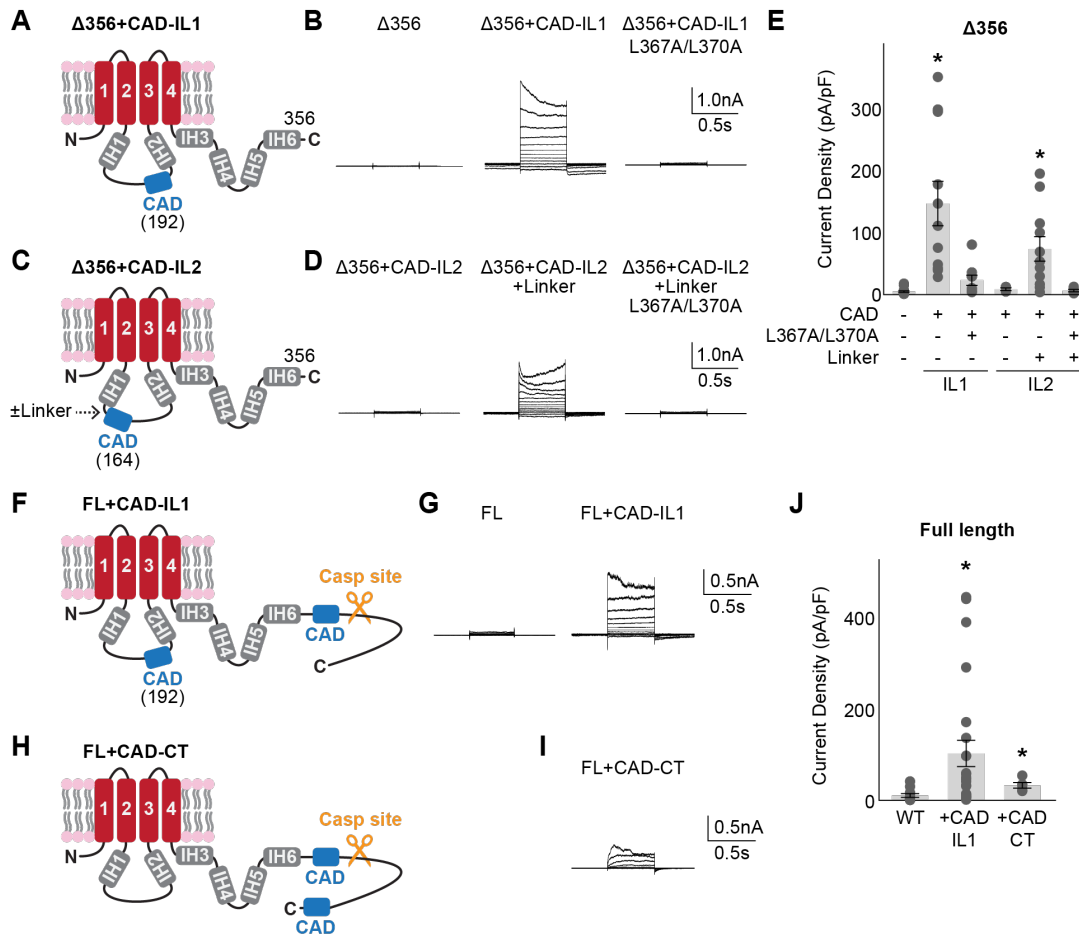 A
Δ356+CAD-IL1
1 2 3 4
N
IH1
IH2
IH3
IH4
IH5
IH6
356
C
CAD
(192)
B
Δ356
Δ356+CAD-IL1
Δ356+CAD-IL1
L367A/L370A
1.0nA
0.5s
C
Δ356+CAD-IL2
1 2 3 4
N
IH1
IH2
IH3
IH4
IH5
IH6
356
C
±Linker
CAD
(164)
D
Δ356+CAD-IL2
Δ356+CAD-IL2
+Linker
Δ356+CAD-IL2
+Linker
L367A/L370A
1.0nA
0.5s
E
Δ356
Current Density (pA/pF)
300
200
100
0
* *
CAD - + + + + +
L367A/L370A - - + - - +
Linker - - - - + +
IL1 IL2
F
FL+CAD-IL1
1 2 3 4
N
IH1
IH2
IH3
IH4
IH5
IH6
CAD
Casp site
C
CAD
(192)
G
FL
FL+CAD-IL1
0.5nA
0.5s
H
FL+CAD-CT
1 2 3 4
N
IH1
IH2
IH3
IH4
IH5
IH6
CAD
Casp site
C
CAD
I
FL+CAD-CT
0.5nA
0.5s
J
Full length
Current Density (pA/pF)
400
200
0
* *
WT +CAD +CAD
IL1 CT